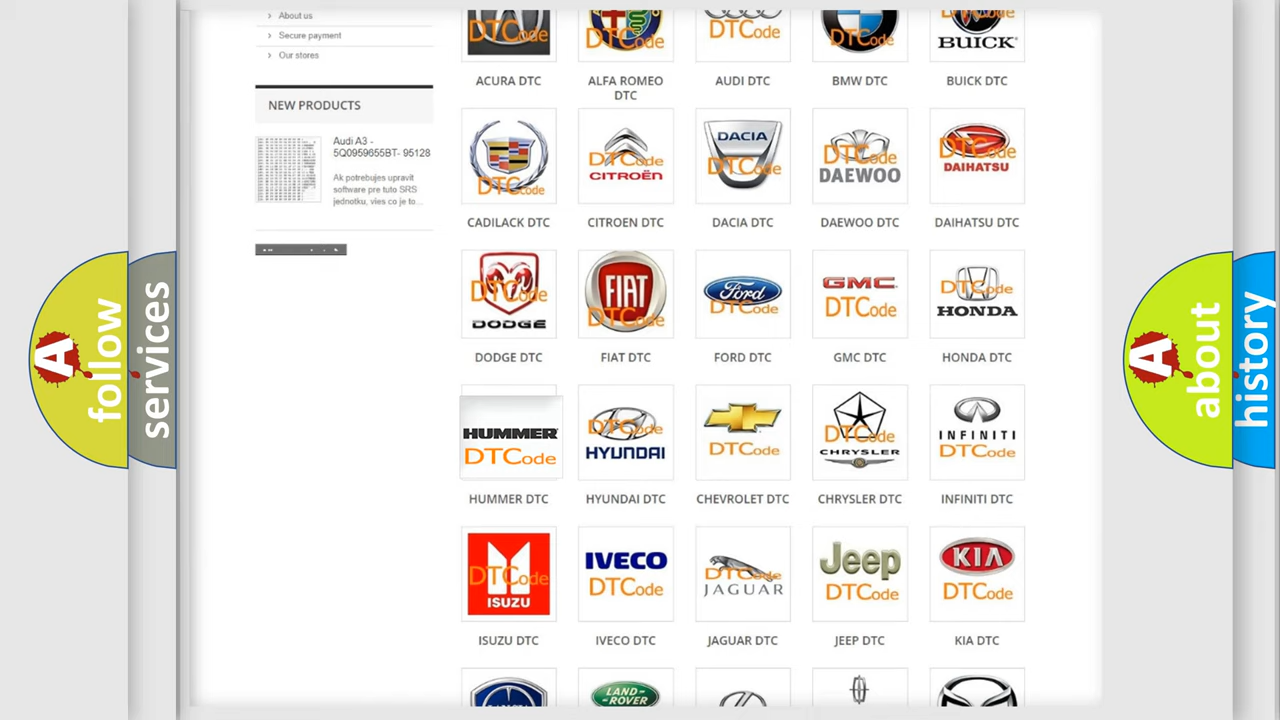 About us
Secure payment
Our stores
NEW PRODUCTS
Audi A3 -
5Q0959655BT- 95128
Ak potrebujes upravit
software pre tuto SRS
jednotku, vies co je to...
DTCode
DTCode
DTCode
DTCode
DTCode
BUICK
ACURA DTC
ALFA ROMEO
DTC
AUDI DTC
BMW DTC
BUICK DTC
DTCode
DTCode
CITROËN
DACIA
DTCode
DTCode
DAEWOO
DTCode
DAIHATSU
CADILACK DTC
CITROEN DTC
DACIA DTC
DAEWOO DTC
DAIHATSU DTC
DTCode
DODGE
FIAT
DTCode
Ford
DTCode
GMC
DTCode
DTCode
HONDA
DODGE DTC
FIAT DTC
FORD DTC
GMC DTC
HONDA DTC
HUMMER
DTCode
DTCode
HYUNDAI
DTCode
DTCode
CHRYSLER
INFINITI
DTCode
HUMMER DTC
HYUNDAI DTC
CHEVROLET DTC
CHRYSLER DTC
INFINITI DTC
DTCode
ISUZU
IVECO
DTCode
DTCode
JAGUAR
Jeep
DTCode
KIA
DTCode
ISUZU DTC
IVECO DTC
JAGUAR DTC
JEEP DTC
KIA DTC
LAND-
ROVER
A
follow
services
A
about
history